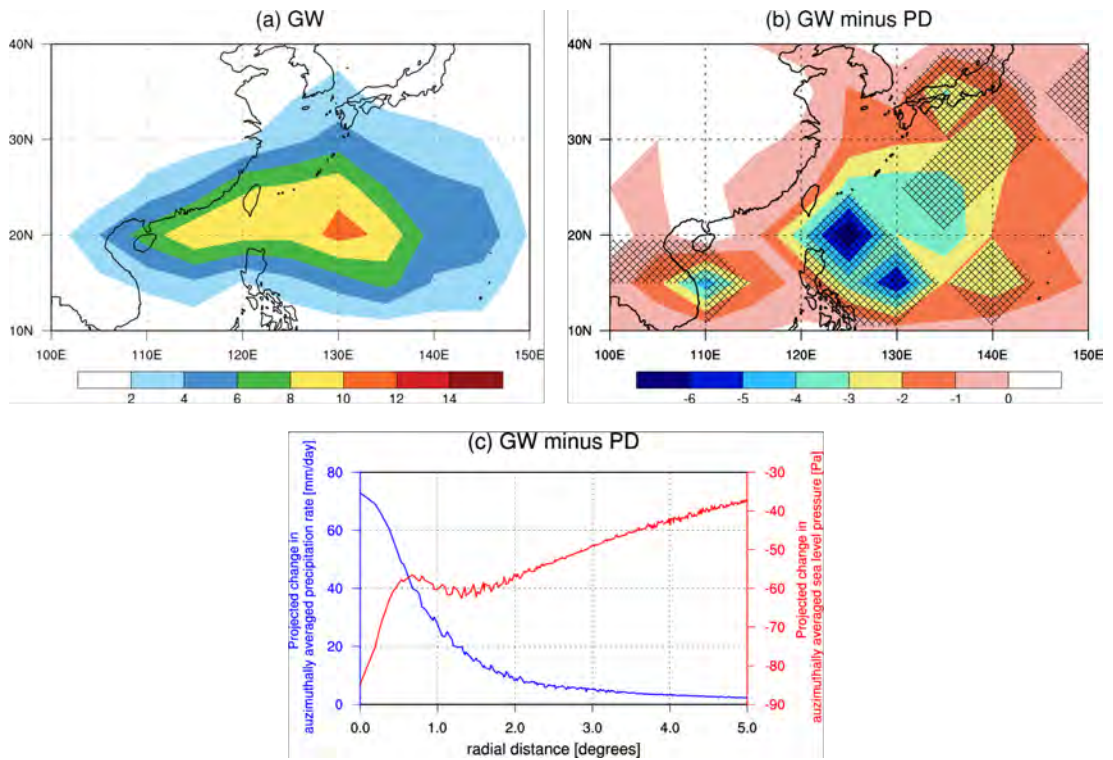 (a) GW
40N
30N
20N
10N
100E 110E 120E 130E 140E 150E
2 4 6 8 10 12 14
(b) GW minus PD
40N
30N
20N
10N
100E 110E 120E 130E 140E 150E
-6 -5 -4 -3 -2 -1 0
(c) GW minus PD
Projected change in
auzimuthally averaged precipitation rate [mm/day]
80
60
40
20
0
-30
-40
-50
-60
-70
-80
-90
Projected change in
auzimuthally averaged sea level pressure [Pa]
0.0 1.0 2.0 3.0 4.0 5.0
radial distance [degrees]